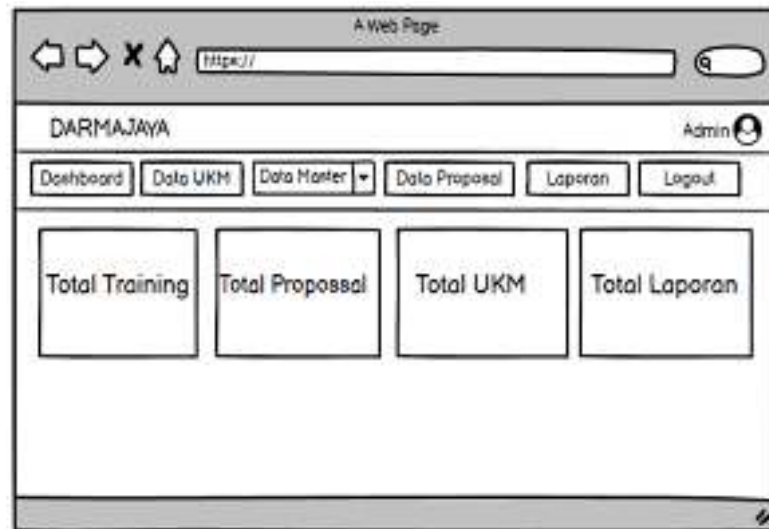 A Web Page
https://
DARMAJAYA
Admin
Dashboard Data UKM Data Master Data Proposal Laporan Logout
Total Training Total Propossal Total UKM Total Laporan